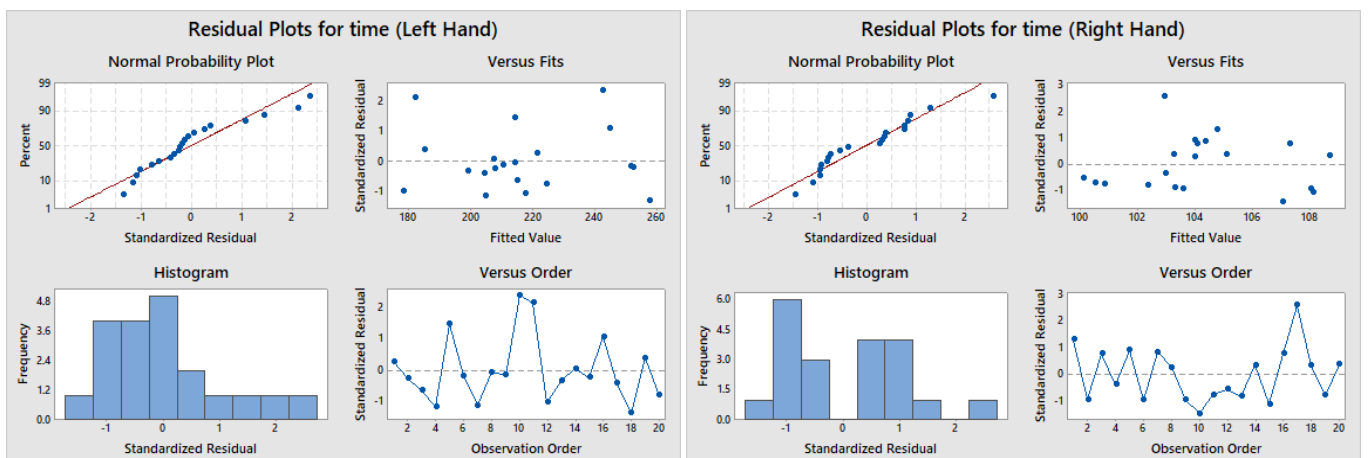 Residual Plots for time (Left Hand)
Normal Probability Plot
Versus Fits
99
90
50
10
1
Percent
-2 -1 0 1 2
Standardized Residual
2
1
0
-1
Standardized Residual
180 200 220 240 260
Fitted Value
Histogram
Versus Order
4.8
3.6
2.4
1.2
0.0
Frequency
-1 0 1 2
Standardized Residual
2
1
0
-1
Standardized Residual
2 4 6 8 10 12 14 16 18 20
Observation Order
Residual Plots for time (Right Hand)
Normal Probability Plot
Versus Fits
99
90
50
10
1
Percent
-2 -1 0 1 2
Standardized Residual
3
2
1
0
-1
Standardized Residual
100 102 104 106 108
Fitted Value
Histogram
Versus Order
6.0
4.5
3.0
1.5
0.0
Frequency
-1 0 1 2
Standardized Residual
3
2
1
0
-1
Standardized Residual
2 4 6 8 10 12 14 16 18 20
Observation Order